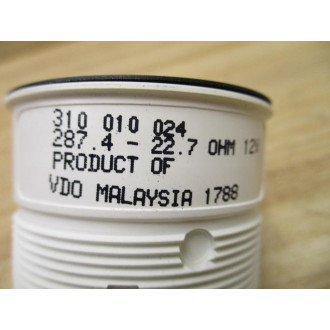 310 010 024
287.4 - 22.7 OHM 12V
PRODUCT OF
VDO MALAYSIA 1788